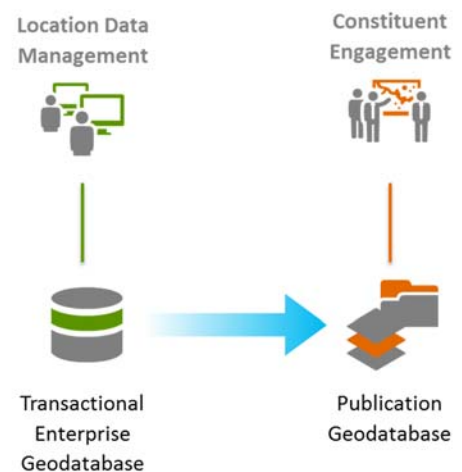 Location Data
Management
Constituent
Engagement
Transactional
Enterprise
Geodatabase
Publication
Geodatabase